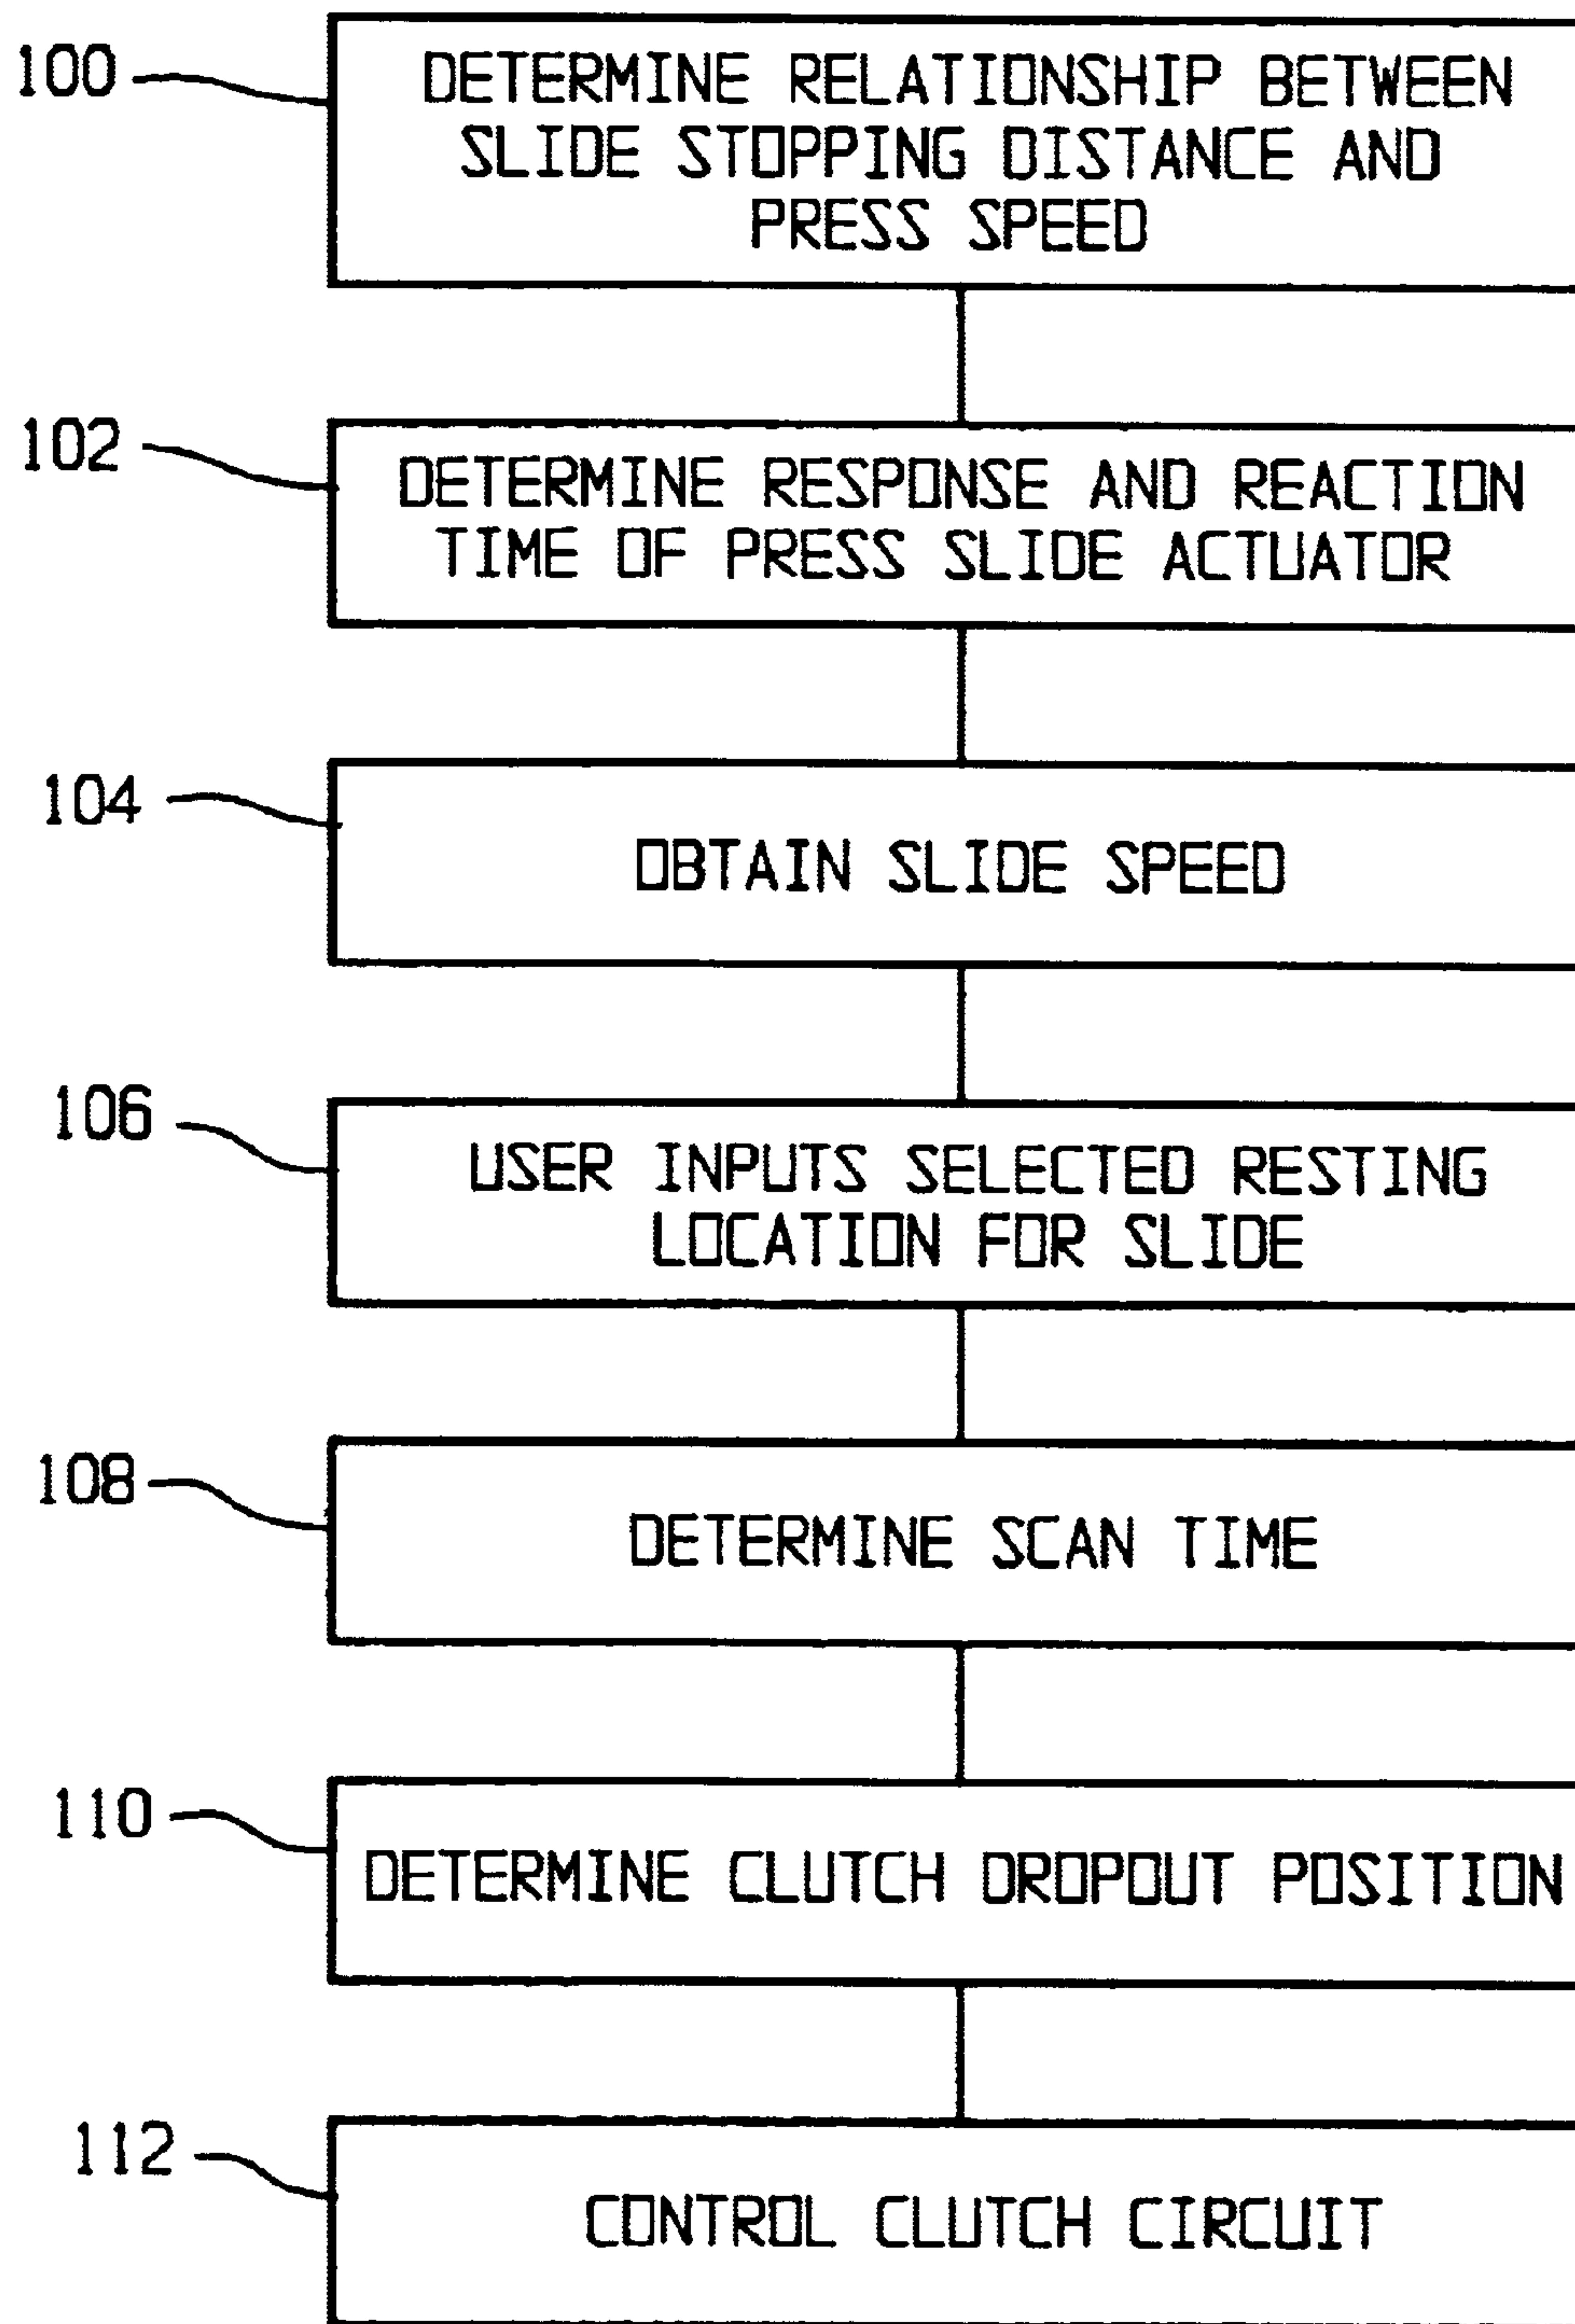 100
DETERMINE RELATIONSHIP BETWEEN
SLIDE STOPPING DISTANCE AND
PRESS SPEED
102
DETERMINE RESPONSE AND REACTION
TIME OF PRESS SLIDE ACTUATOR
104
OBTAIN SLIDE SPEED
106
USER INPUTS SELECTED RESTING
LOCATION FOR SLIDE
108
DETERMINE SCAN TIME
110
DETERMINE CLUTCH DROPOUT POSITION
112
CONTROL CLUTCH CIRCUIT